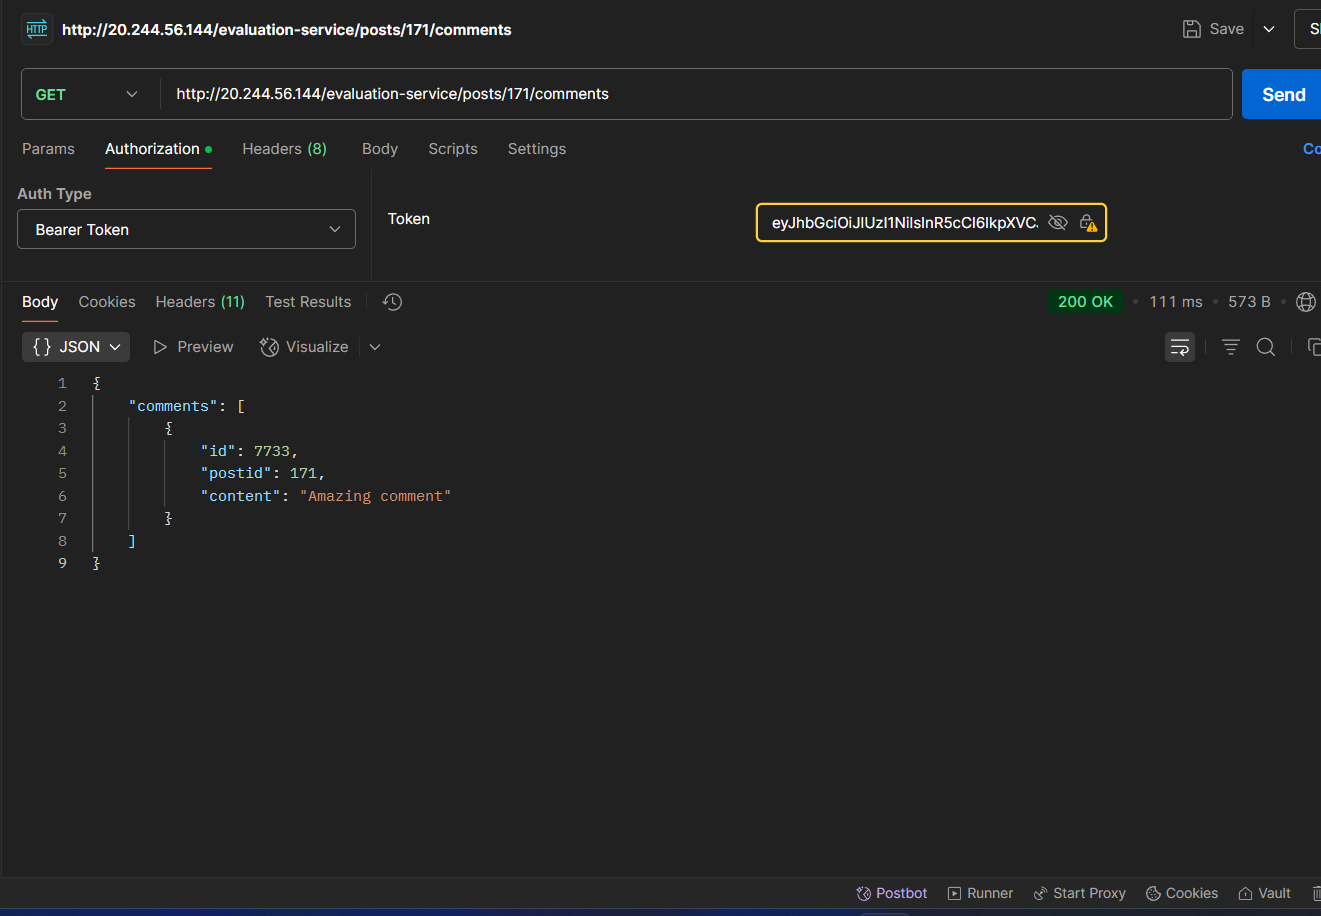 HTTP http://20.244.56.144/evaluation-service/posts/171/comments Save
GET http://20.244.56.144/evaluation-service/posts/171/comments Send
Params Authorization Headers (8) Body Scripts Settings
Auth Type
Bearer Token
Token
eyJhbGciOiJIUzI1NiIsInR5cCI6IkpXVC.
Body Cookies Headers (11) Test Results 200 OK • 111 ms • 573 B
{} JSON Preview Visualize
1 {
2 "comments": [
3 {
4 "id": 7733,
5 "postid": 171,
6 "content": "Amazing comment"
7 }
8 ]
9 }
Postbot Runner Start Proxy Cookies Vault